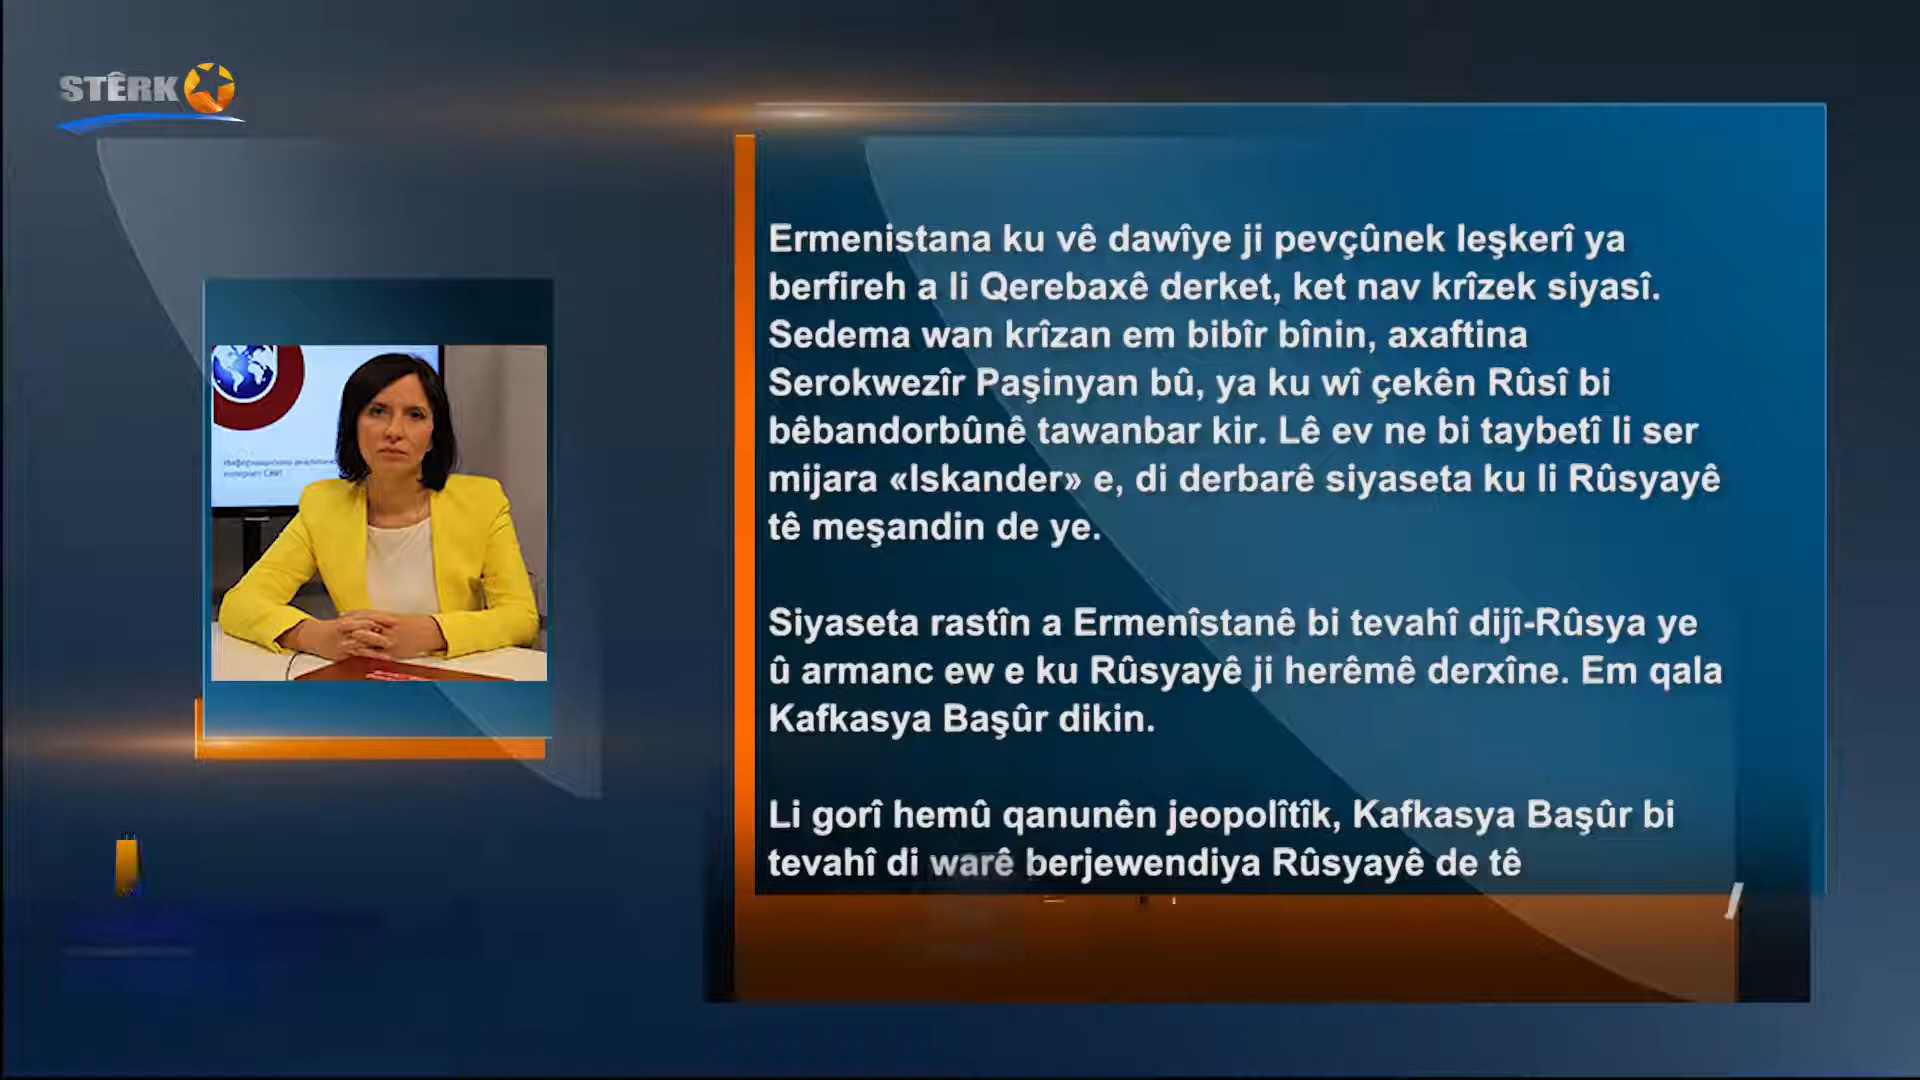 STÊRK
Ermenistana ku vê dawîye ji pevçûnek leşkerî ya
berfireh a li Qerebaxê derket, ket nav krîzek siyasî.
Sedema wan krîzan em bibîr bînin, axaftina
Serokwezîr Paşinyan bû, ya ku wî çekên Rûsî bi
bêbandorbûnê tawanbar kir. Lê ev ne bi taybetî li ser
mijara «Iskander» e, di derbarê siyaseta ku li Rûsyayê
tê meşandin de ye.
Siyaseta rastîn a Ermenîstanê bi tevahî dijî-Rûsya ye
û armanc ew e ku Rûsyayê ji herêmê derxîne. Em qala
Kafkasya Başûr dikin.
Li gorî hemû qanunên jeopolîtîk, Kafkasya Başûr bi
tevahî di warê berjewendiya Rûsyayê de tê